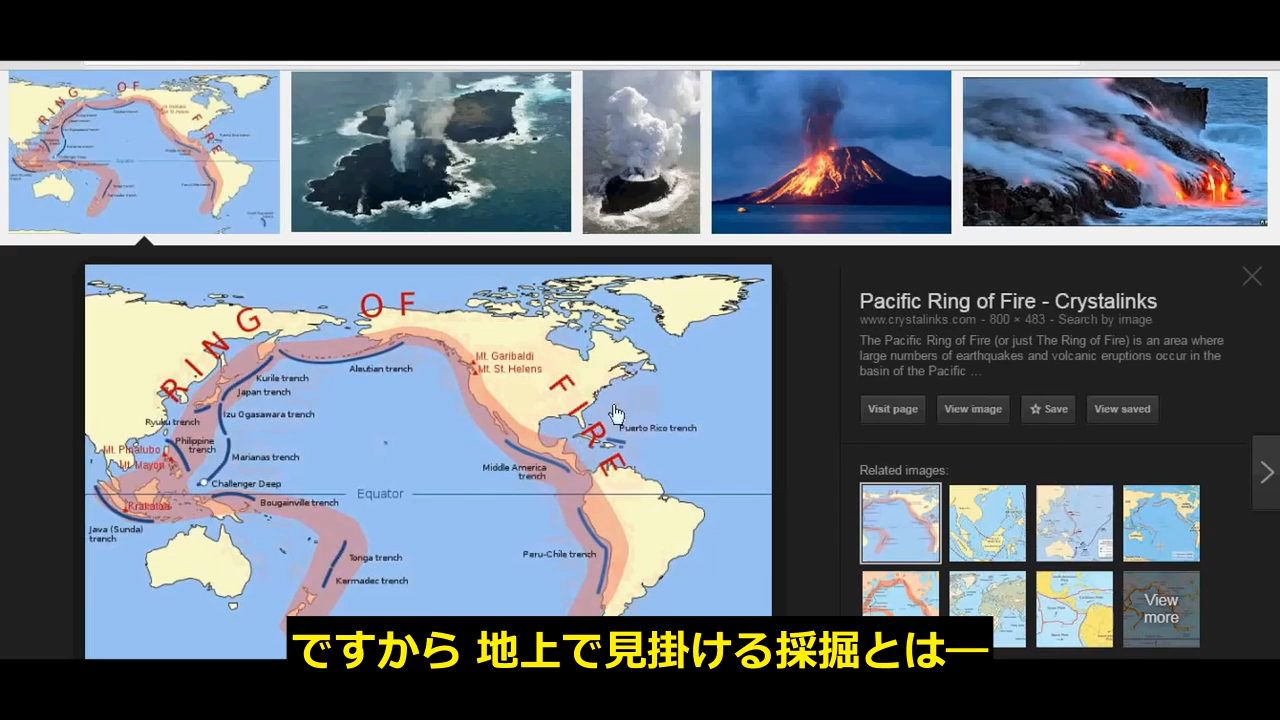 RING OF FIRE
Mt. Garibaldi
Mt. St. Helens
Aleutian trench
Kurile trench
Japan trench
Izu Ogasawara trench
Ryukyu trench
Philippine
trench
Puerto Rico trench
Mt. Pinatubo
Mt. Mayon
Marianas trench
Middle America
trench
Challenger Deep
Equator
Bougainville trench
Krakatoa
Java (Sunda)
trench
Tonga trench
Peru-Chile trench
Kermadec trench
Pacific Ring of Fire - Crystalinks
www.crystalinks.com - 800 × 483 - Search by image
The Pacific Ring of Fire (or just The Ring of Fire) is an area where
large numbers of earthquakes and volcanic eruptions occur in the
basin of the Pacific ...
Visit page
View image
Save
View saved
Related images:
View
more
ですから 地上で見掛ける採掘とは―